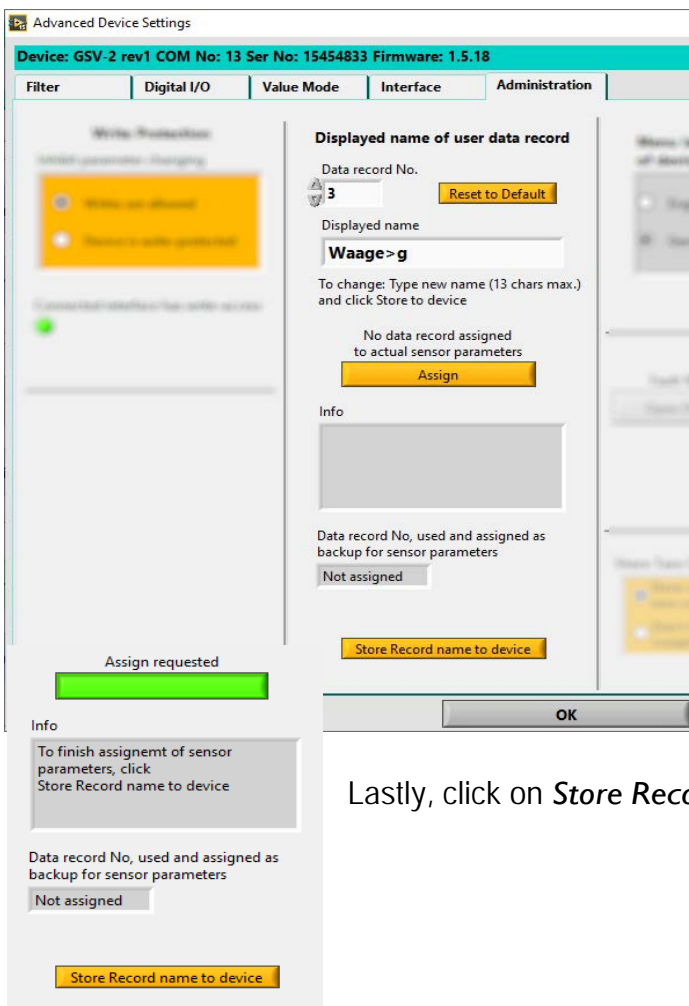 Advanced Device Settings
Device: GSV-2 rev1 COM No: 13 Ser No: 15454833 Firmware: 1.5.18
Filter
Digital I/O
Value Mode
Interface
Administration
Write Protection
Displayed name of user data record
Data record No.
3
Reset to Default
Displayed name
Waage>g
To change: Type new name (13 chars max.)
and click Store to device
No data record assigned
to actual sensor parameters
Assign
Info
Data record No, used and assigned as
backup for sensor parameters
Not assigned
Store Record name to device
OK
Assign requested
Info
To finish assignemt of sensor
parameters, click
Store Record name to device
Data record No, used and assigned as
backup for sensor parameters
Not assigned
Store Record name to device
Lastly, click on Store Reco